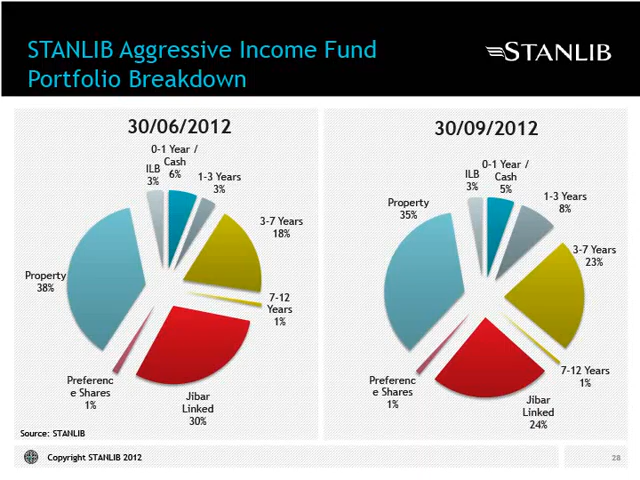 STANLIB Aggressive Income Fund
Portfolio Breakdown
STANLIB
30/06/2012
0-1 Year /
Cash
6%
ILB
3%
1-3 Years
3%
3-7 Years
18%
7-12
Years
1%
Jibar
Linked
30%
Preferenc
e Shares
1%
Property
38%
Source: STANLIB
30/09/2012
0-1 Year /
Cash
5%
ILB
3%
1-3 Years
8%
3-7 Years
23%
7-12 Years
1%
Jibar
Linked
24%
Preferenc
e Shares
1%
Property
35%
Copyright STANLIB 2012
28